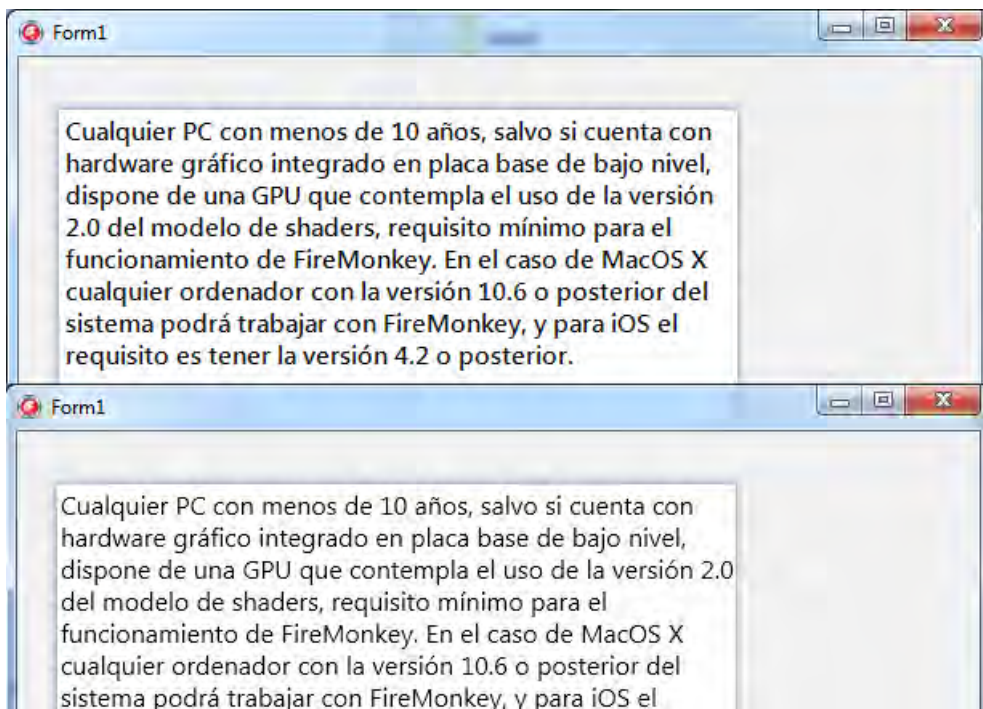 Form1
Cualquier PC con menos de 10 años, salvo si cuenta con
hardware gráfico integrado en placa base de bajo nivel,
dispone de una GPU que contempla el uso de la versión
2.0 del modelo de shaders, requisito mínimo para el
funcionamiento de FireMonkey. En el caso de MacOS X
cualquier ordenador con la versión 10.6 o posterior del
sistema podrá trabajar con FireMonkey, y para iOS el
requisito es tener la versión 4.2 o posterior.
Form1
Cualquier PC con menos de 10 años, salvo si cuenta con
hardware gráfico integrado en placa base de bajo nivel,
dispone de una GPU que contempla el uso de la versión 2.0
del modelo de shaders, requisito mínimo para el
funcionamiento de FireMonkey. En el caso de MacOS X
cualquier ordenador con la versión 10.6 o posterior del
sistema podrá trabajar con FireMonkey, y para iOS el